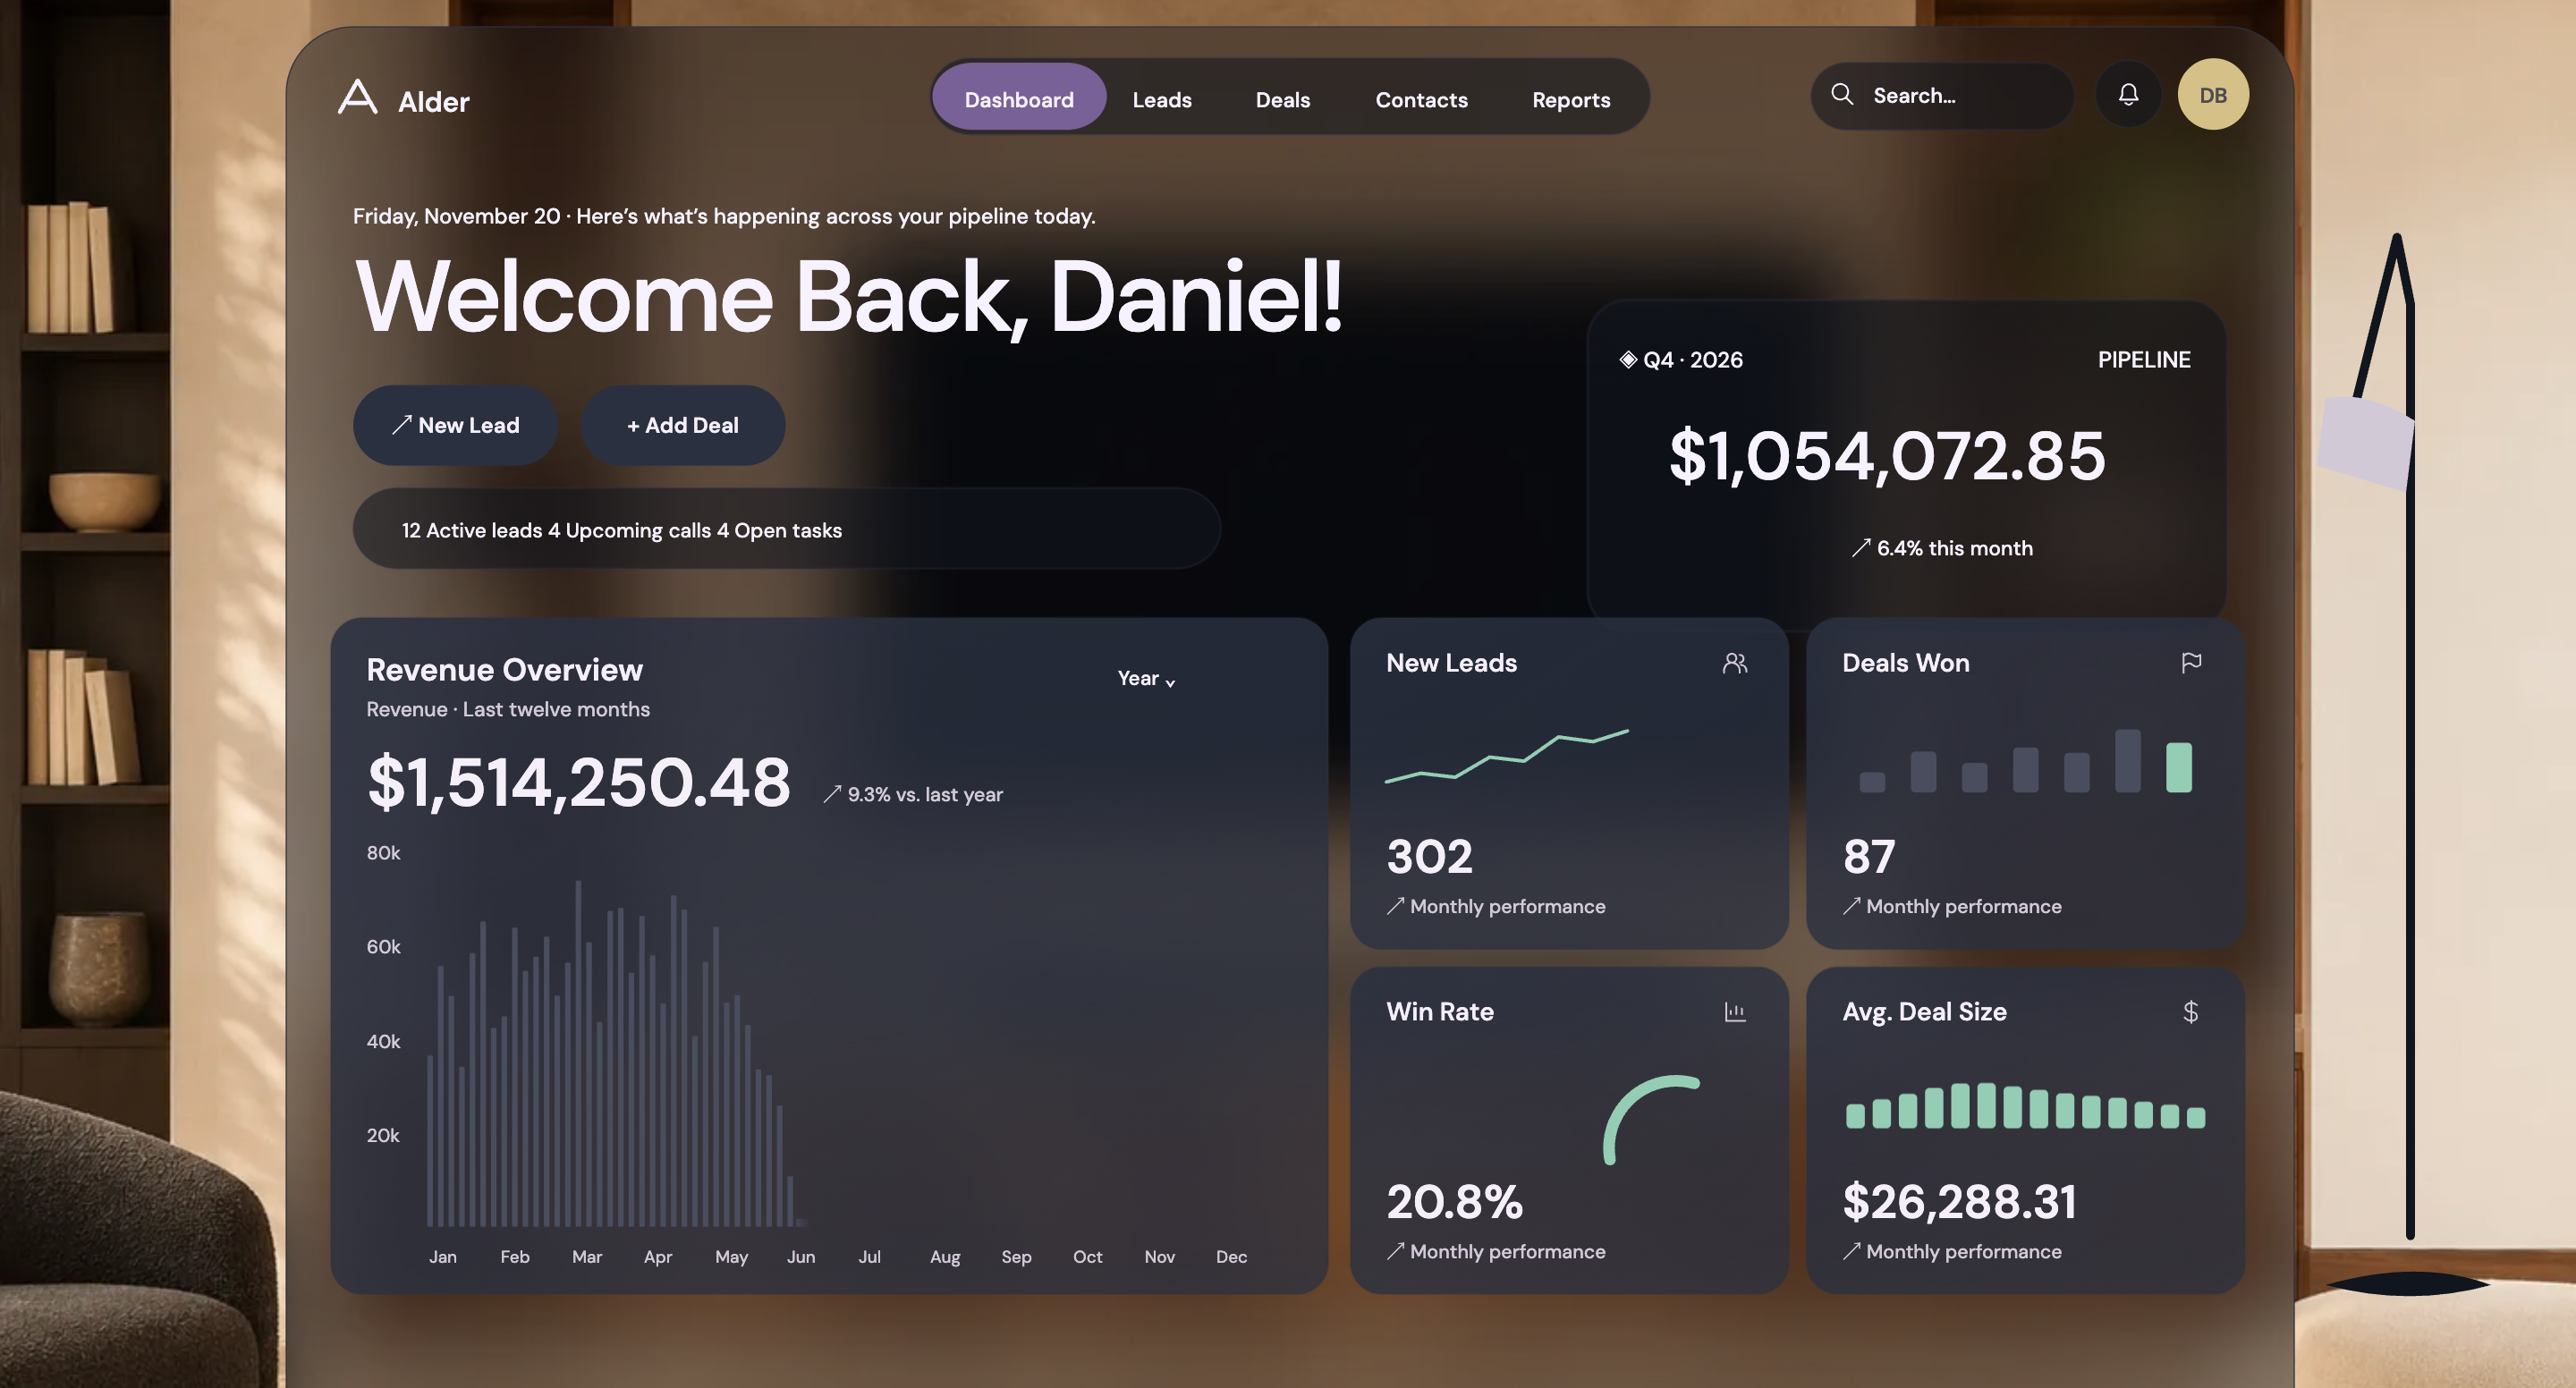 Alder
Dashboard Leads Deals Contacts Reports
Search...
DB
Friday, November 20 · Here’s what’s happening across your pipeline today.
Welcome Back, Daniel!
New Lead
+ Add Deal
12 Active leads 4 Upcoming calls 4 Open tasks
Q4 · 2026
PIPELINE
$1,054,072.85
6.4% this month
Revenue Overview
Year
Revenue · Last twelve months
$1,514,250.48
9.3% vs. last year
80k
60k
40k
20k
Jan Feb Mar Apr May Jun Jul Aug Sep Oct Nov Dec
New Leads
302
Monthly performance
Deals Won
87
Monthly performance
Win Rate
20.8%
Monthly performance
Avg. Deal Size
$
$26,288.31
Monthly performance